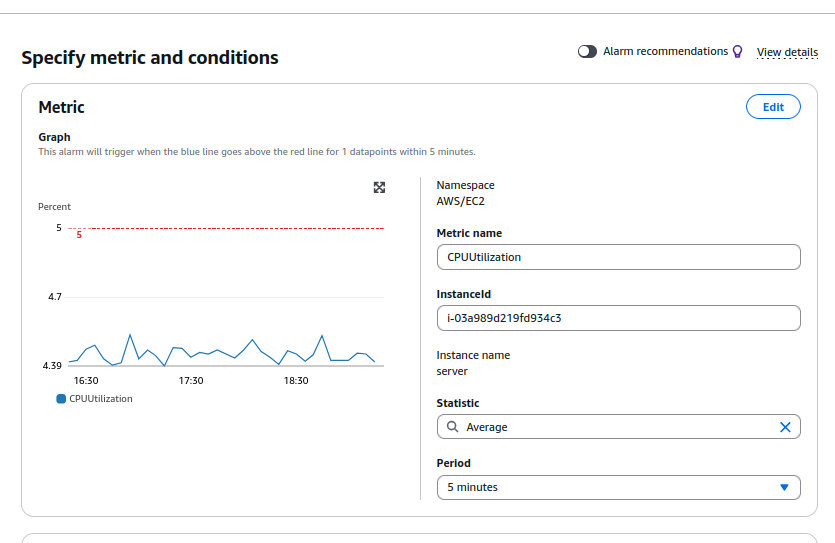 Specify metric and conditions
Alarm recommendations
View details
Metric
Edit
Graph
This alarm will trigger when the blue line goes above the red line for 1 datapoints within 5 minutes.
Percent
5
5
4.7
4.39
16:30
17:30
18:30
CPUUtilization
Namespace
AWS/EC2
Metric name
CPUUtilization
InstanceId
i-03a989d219fd934c3
Instance name
server
Statistic
Average
Period
5 minutes